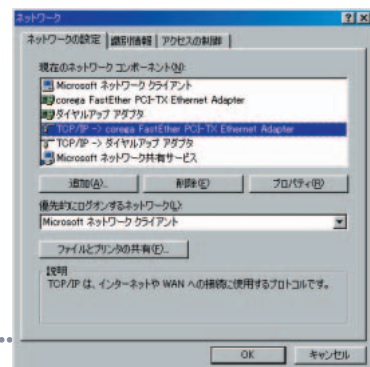 ネットワーク
ネットワークの設定 識別情報 アクセスの制御
現在のネットワーク コンポーネント(N):
Microsoft ネットワーク クライアント
corega FastEther PCI-TX Ethernet Adapter
ダイヤルアップ アダプタ
TCP/IP -> corega FastEther PCI-TX Ethernet Adapter
TCP/IP -> ダイヤルアップ アダプタ
Microsoft ネットワーク共有サービス
追加(A)... 削除(E) プロパティ(R)
優先的にログオンするネットワーク(L):
Microsoft ネットワーク クライアント
ファイルとプリンタの共有(F)...
説明
TCP/IP は、インターネットや WAN への接続に使用するプロトコルです。
OK キャンセル